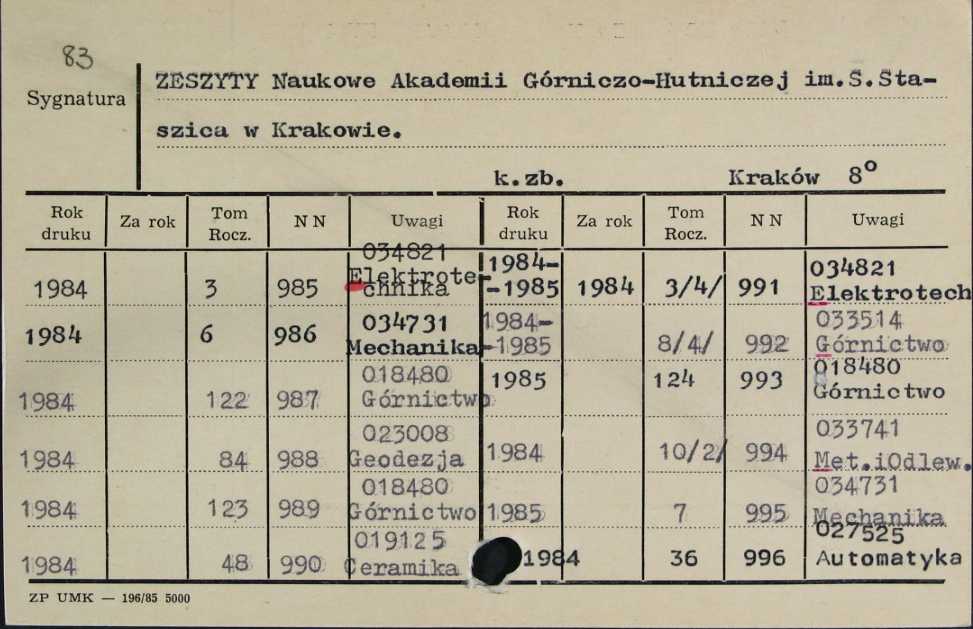 83
Sygnatura
ZESZYTY Naukowe Akademii Górniczo-Hutniczej im.S.Sta-
szica w Krakowie.
k.zb. Kraków 8°
Rok druku Za rok Tom Rocz. NN Uwagi Rok druku Za rok Tom Rocz. NN Uwagi
1984 3 985 034821 Elektrote-chnika
1984 6 986 034731 Mechanika
1984 122 987 018480 Górnictwo
1984 84 988 023008 Geodezja
1984 123 989 018480 Górnictwo
1984 48 990 019125 Ceramika
1984--1985 1984 3/4/ 991 034821 Elektrotech
1984--1985 8/4/ 992 033514 Górnictwo
1985 124 993 018480 Górnictwo
1984 10/2/ 994 033741 Met.iOdlew.
1985 7 995 034731 Mechanika
1984 36 996 027525 Automatyka
ZP UMK — 196/85 5000